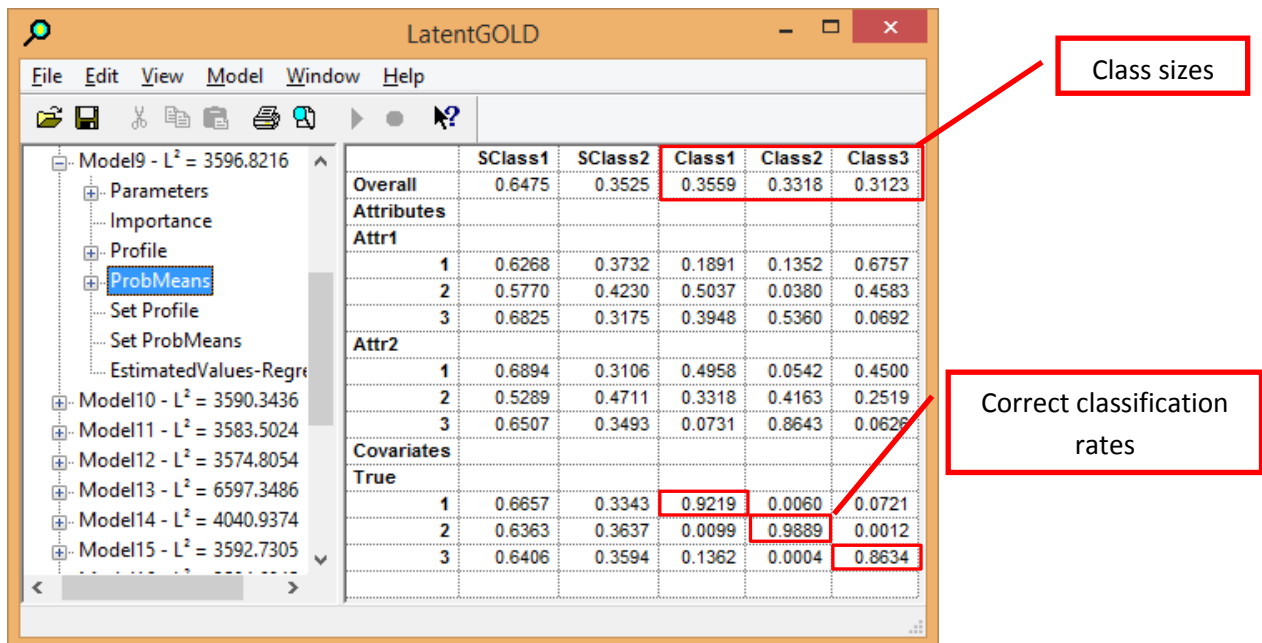 LatentGOLD
File Edit View Model Window Help
Class sizes
Model9 - L² = 3596.8216
Parameters
Importance
Profile
ProbMeans
Set Profile
Set ProbMeans
EstimatedValues-Regre
Model10 - L² = 3590.3436
Model11 - L² = 3583.5024
Model12 - L² = 3574.8054
Model13 - L² = 6597.3486
Model14 - L² = 4040.9374
Model15 - L² = 3592.7305
SClass1 SClass2 Class1 Class2 Class3
Overall 0.6475 0.3525 0.3559 0.3318 0.3123
Attributes
Attr1
1 0.6268 0.3732 0.1891 0.1352 0.6757
2 0.5770 0.4230 0.5037 0.0380 0.4583
3 0.6825 0.3175 0.3948 0.5360 0.0692
Attr2
1 0.6894 0.3106 0.4958 0.0542 0.4500
2 0.5289 0.4711 0.3318 0.4163 0.2519
3 0.6507 0.3493 0.0731 0.8643 0.0626
Covariates
True
1 0.6657 0.3343 0.9219 0.0060 0.0721
2 0.6363 0.3637 0.0099 0.9889 0.0012
3 0.6406 0.3594 0.1362 0.0004 0.8634
Correct classification
rates